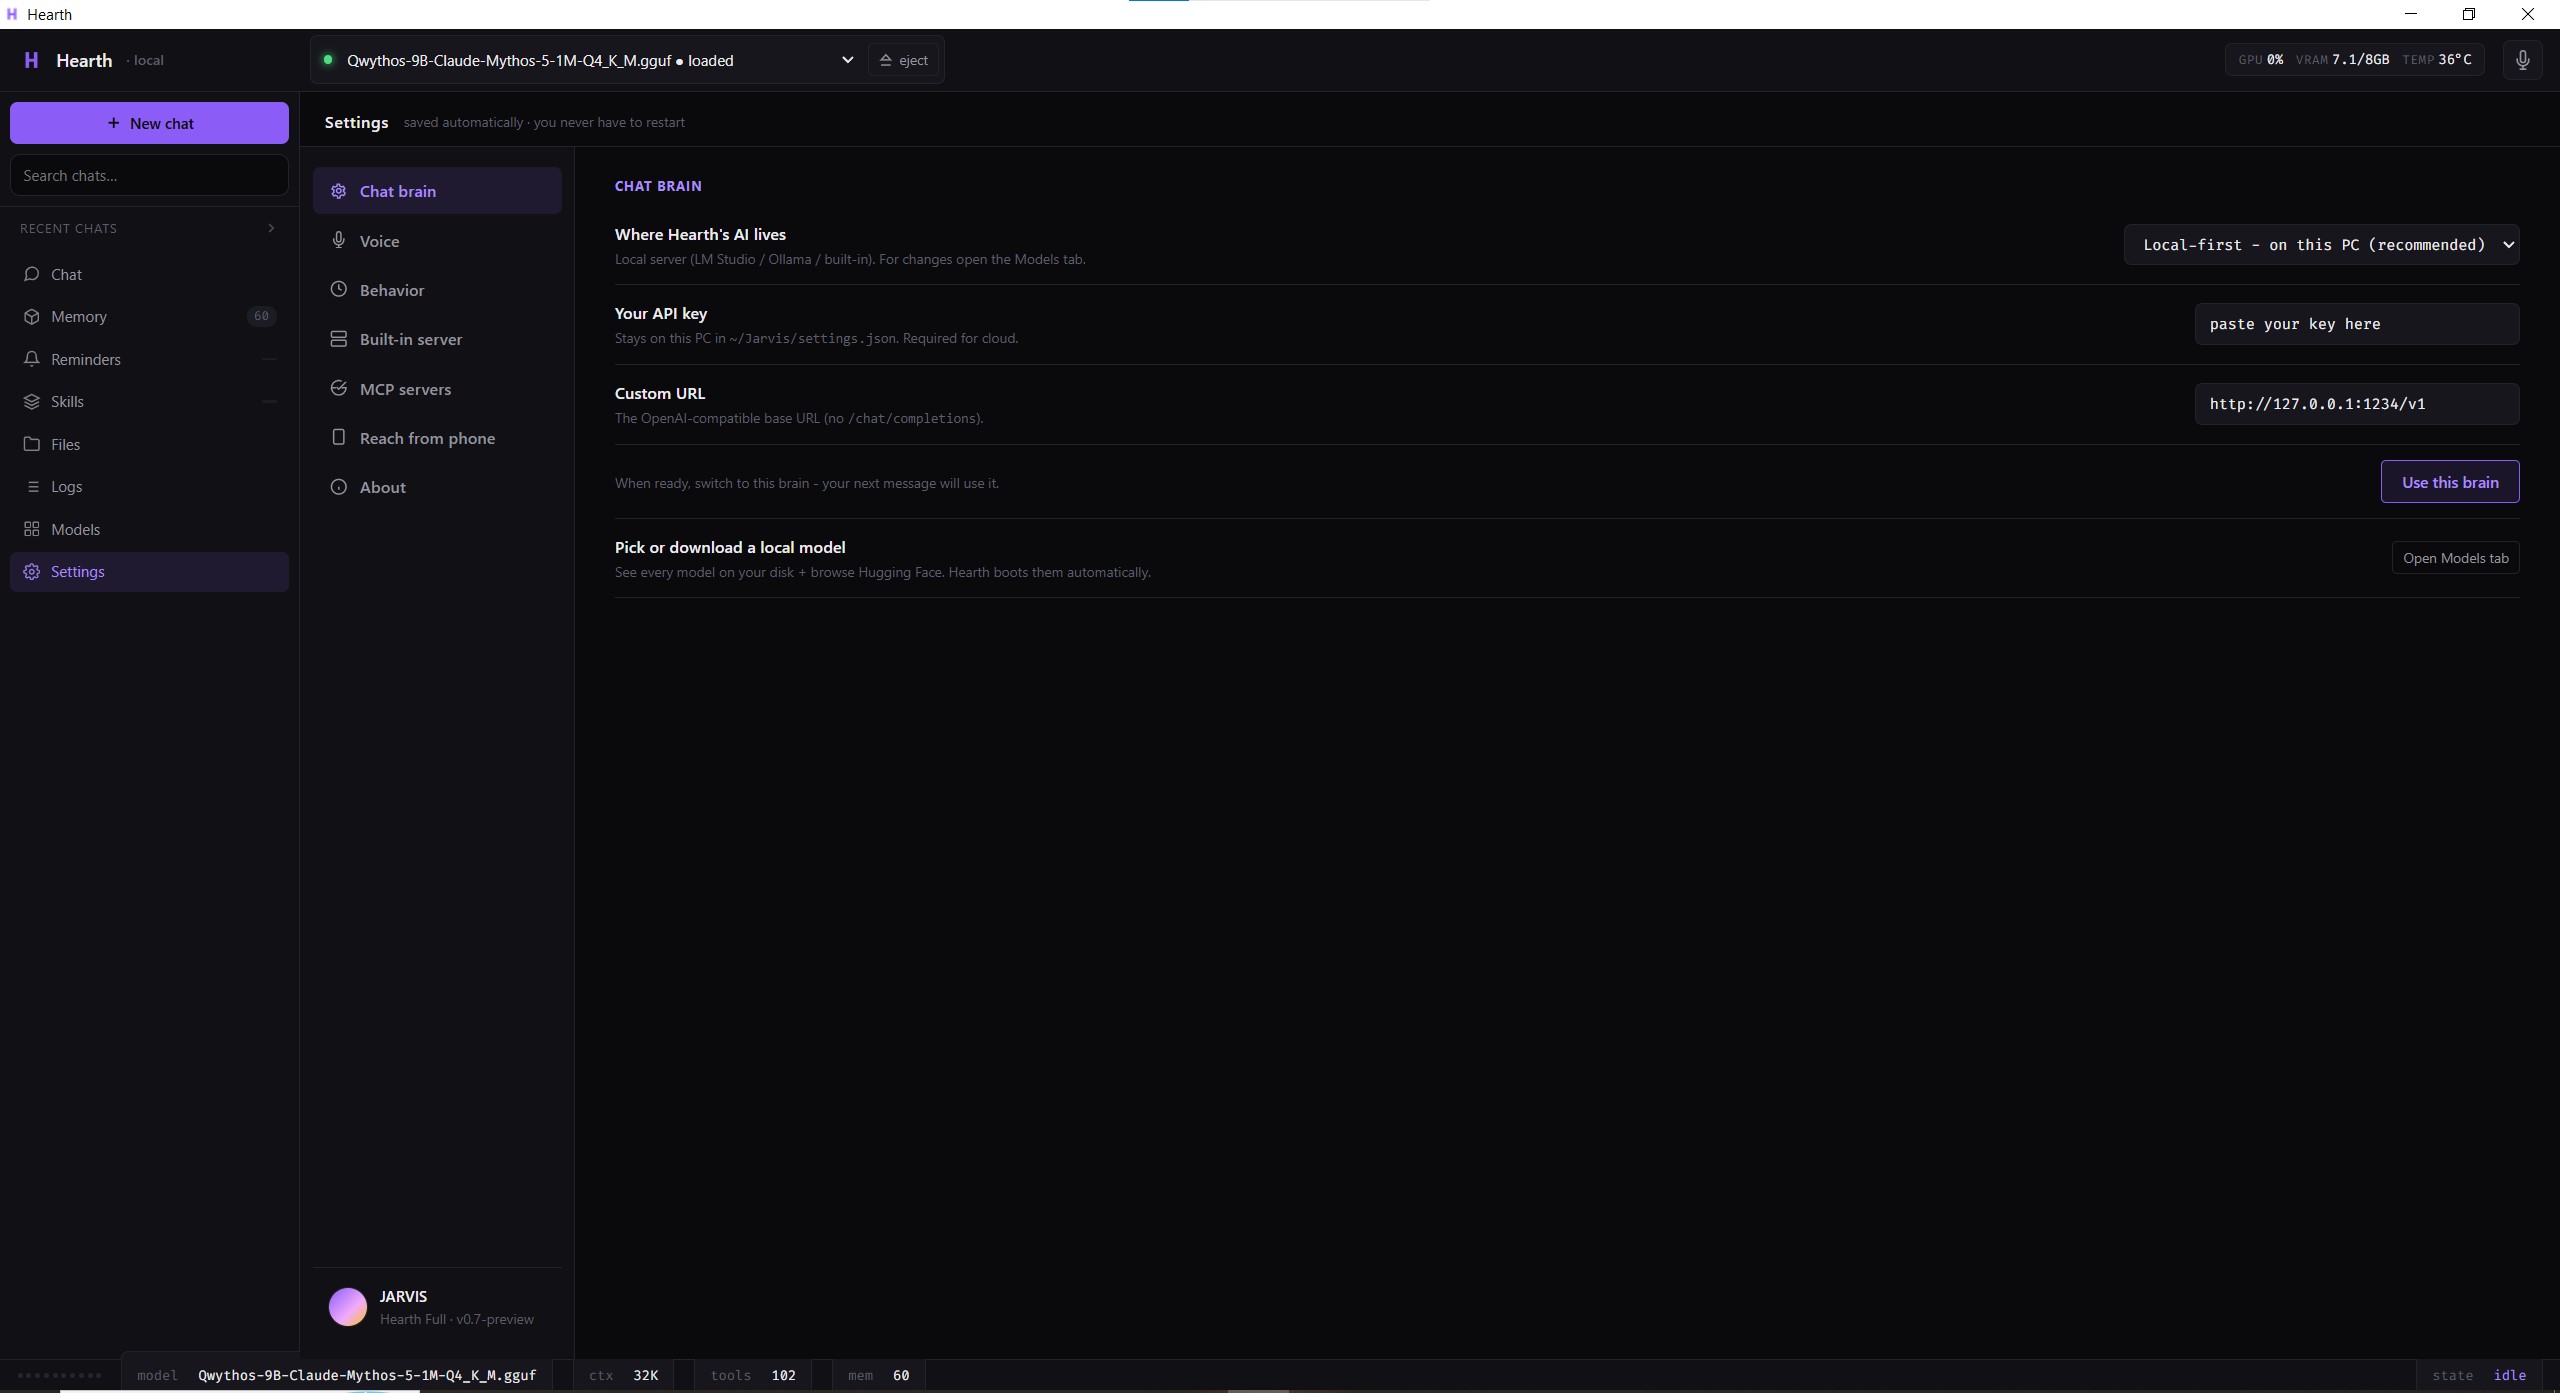 Hearth
Hearth · local
Qwythos-9B-Claude-Mythos-5-1M-Q4_K_M.gguf ● loaded
eject
GPU 0% VRAM 7.1/8GB TEMP 36°C
+ New chat
Search chats...
RECENT CHATS
Chat
Memory 60
Reminders
Skills
Files
Logs
Models
Settings
Settings saved automatically · you never have to restart
Chat brain
Voice
Behavior
Built-in server
MCP servers
Reach from phone
About
JARVIS
Hearth Full · v0.7-preview
CHAT BRAIN
Where Hearth's AI lives
Local server (LM Studio / Ollama / built-in). For changes open the Models tab.
Local-first - on this PC (recommended)
Your API key
Stays on this PC in ~/Jarvis/settings.json. Required for cloud.
paste your key here
Custom URL
The OpenAI-compatible base URL (no /chat/completions).
http://127.0.0.1:1234/v1
When ready, switch to this brain - your next message will use it.
Use this brain
Pick or download a local model
See every model on your disk + browse Hugging Face. Hearth boots them automatically.
Open Models tab
model Qwythos-9B-Claude-Mythos-5-1M-Q4_K_M.gguf
ctx 32K
tools 102
mem 60
state idle